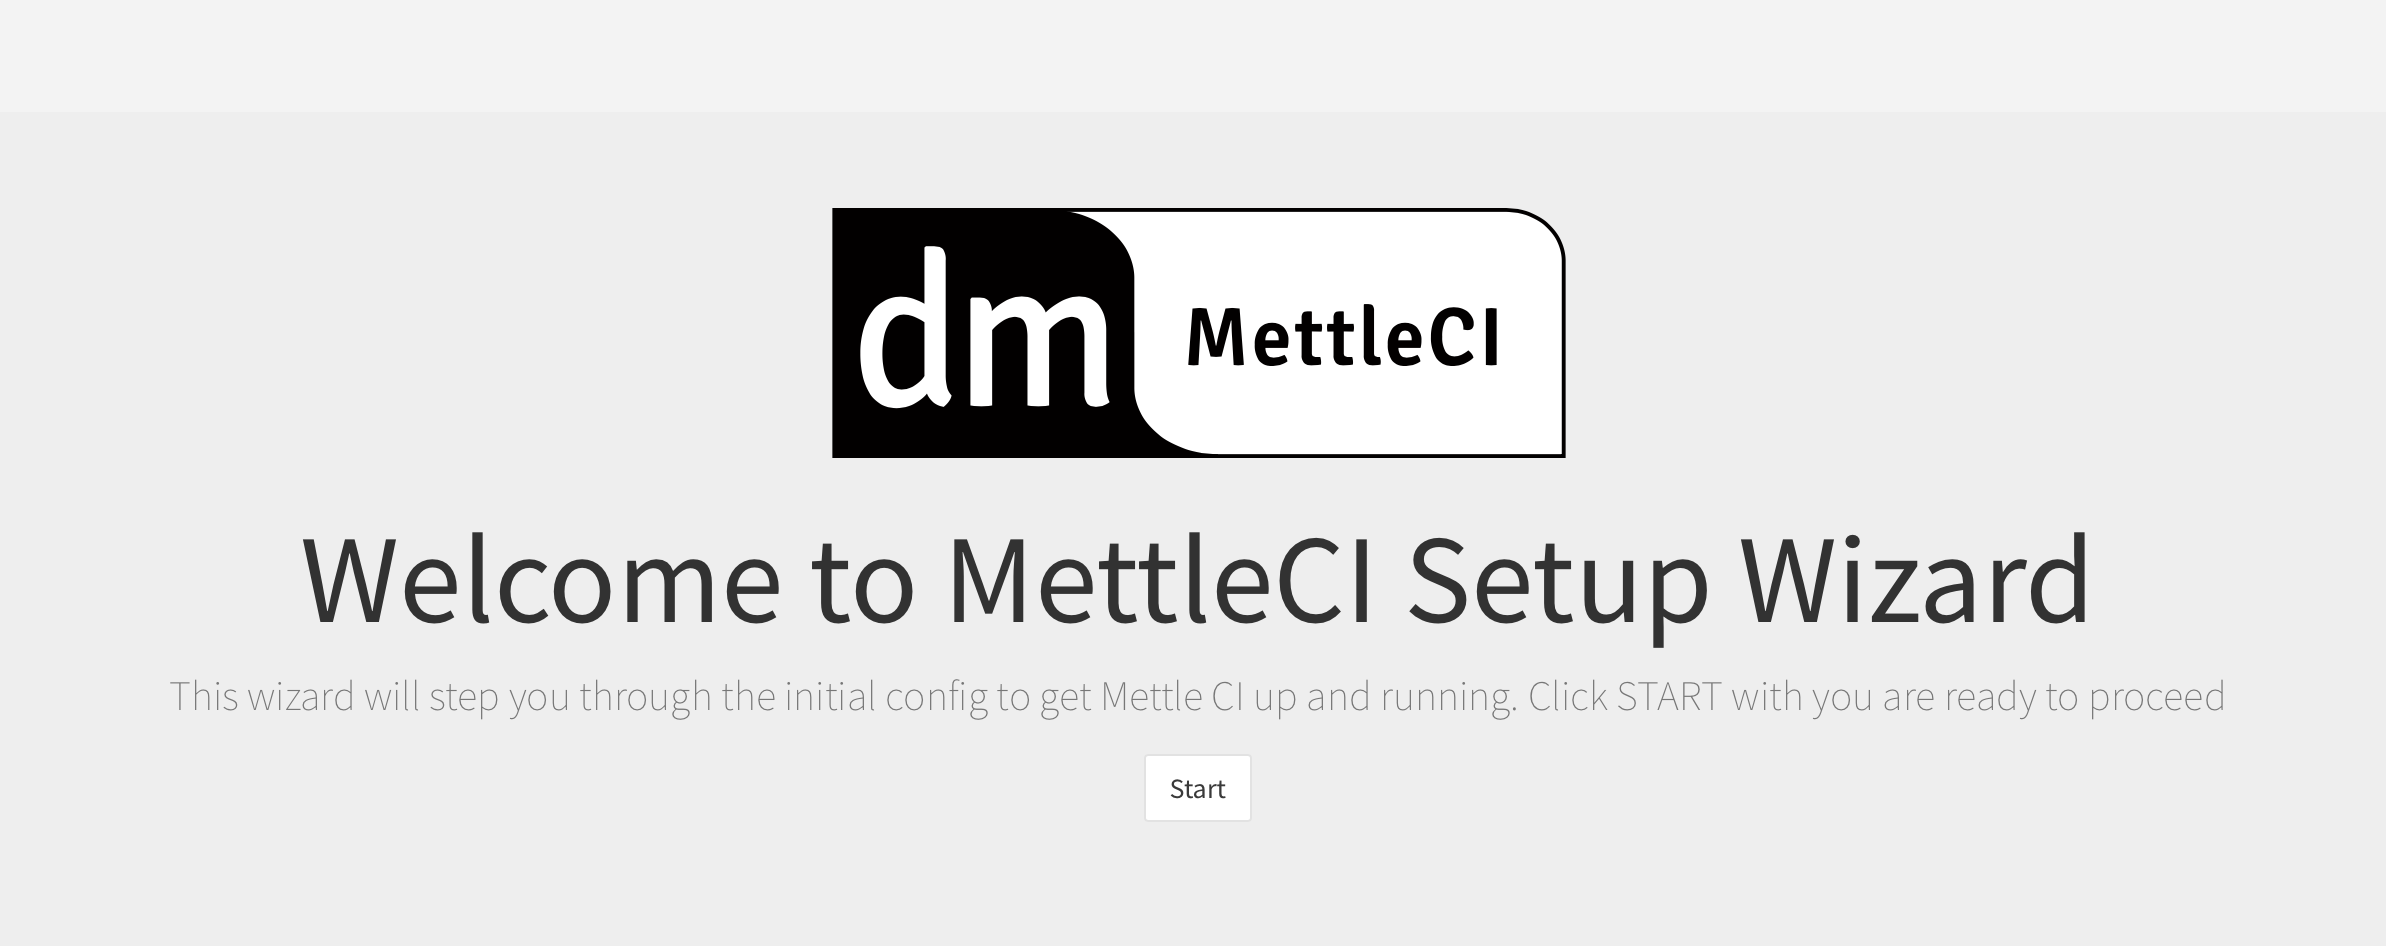 dm
MettleCI
Welcome to MettleCI Setup Wizard
This wizard will step you through the initial config to get Mettle CI up and running. Click START with you are ready to proceed
Start